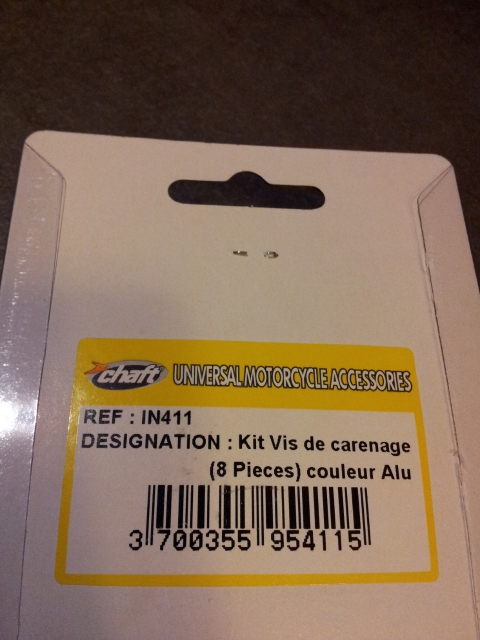 chaft UNIVERSAL MOTORCYCLE ACCESSORIES
REF : IN411
DESIGNATION : Kit Vis de carenage
(8 Pieces) couleur Alu
3 700355 954115